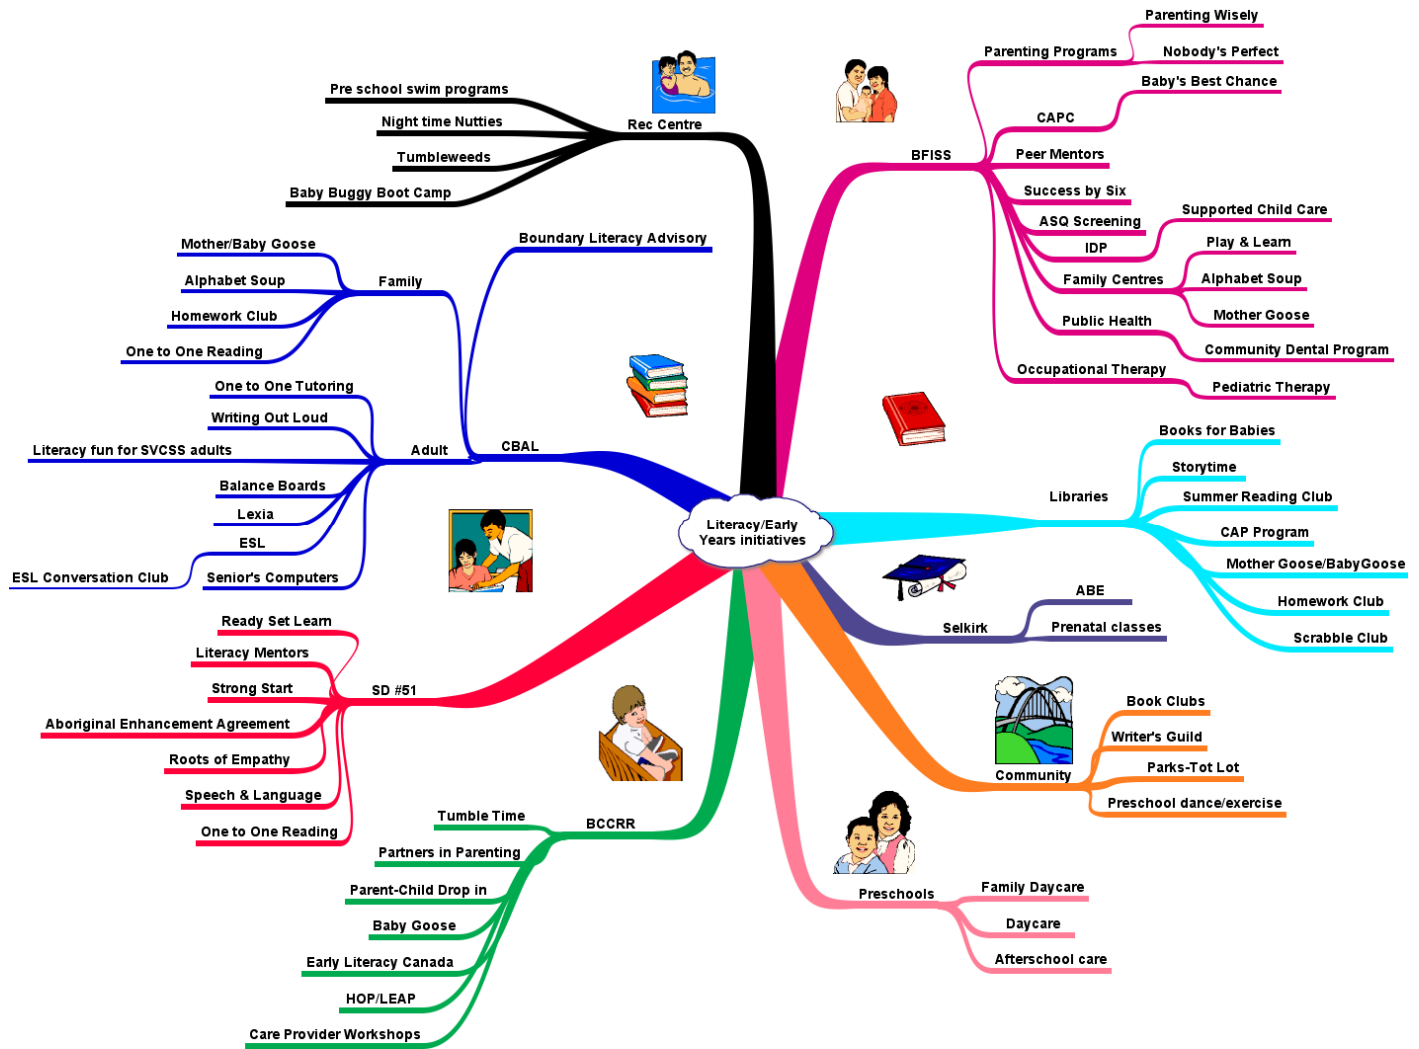 Literacy/Early
Years initiatives
Rec Centre
Pre school swim programs
Night time Nutties
Tumbleweeds
Baby Buggy Boot Camp
BFISS
Parenting Programs
Parenting Wisely
Nobody's Perfect
CAPC
Baby's Best Chance
Peer Mentors
Success by Six
ASQ Screening
IDP
Supported Child Care
Family Centres
Play & Learn
Alphabet Soup
Mother Goose
Public Health
Community Dental Program
Occupational Therapy
Pediatric Therapy
CBAL
Boundary Literacy Advisory
Family
Mother/Baby Goose
Alphabet Soup
Homework Club
One to One Reading
Adult
One to One Tutoring
Writing Out Loud
Literacy fun for SVCSS adults
Balance Boards
Lexia
ESL
ESL Conversation Club
Senior's Computers
Libraries
Books for Babies
Storytime
Summer Reading Club
CAP Program
Mother Goose/BabyGoose
Homework Club
Scrabble Club
Selkirk
ABE
Prenatal classes
SD #51
Ready Set Learn
Literacy Mentors
Strong Start
Aboriginal Enhancement Agreement
Roots of Empathy
Speech & Language
One to One Reading
Community
Book Clubs
Writer's Guild
Parks-Tot Lot
Preschool dance/exercise
BCCRR
Tumble Time
Partners in Parenting
Parent-Child Drop in
Baby Goose
Early Literacy Canada
HOP/LEAP
Care Provider Workshops
Preschools
Family Daycare
Daycare
Afterschool care